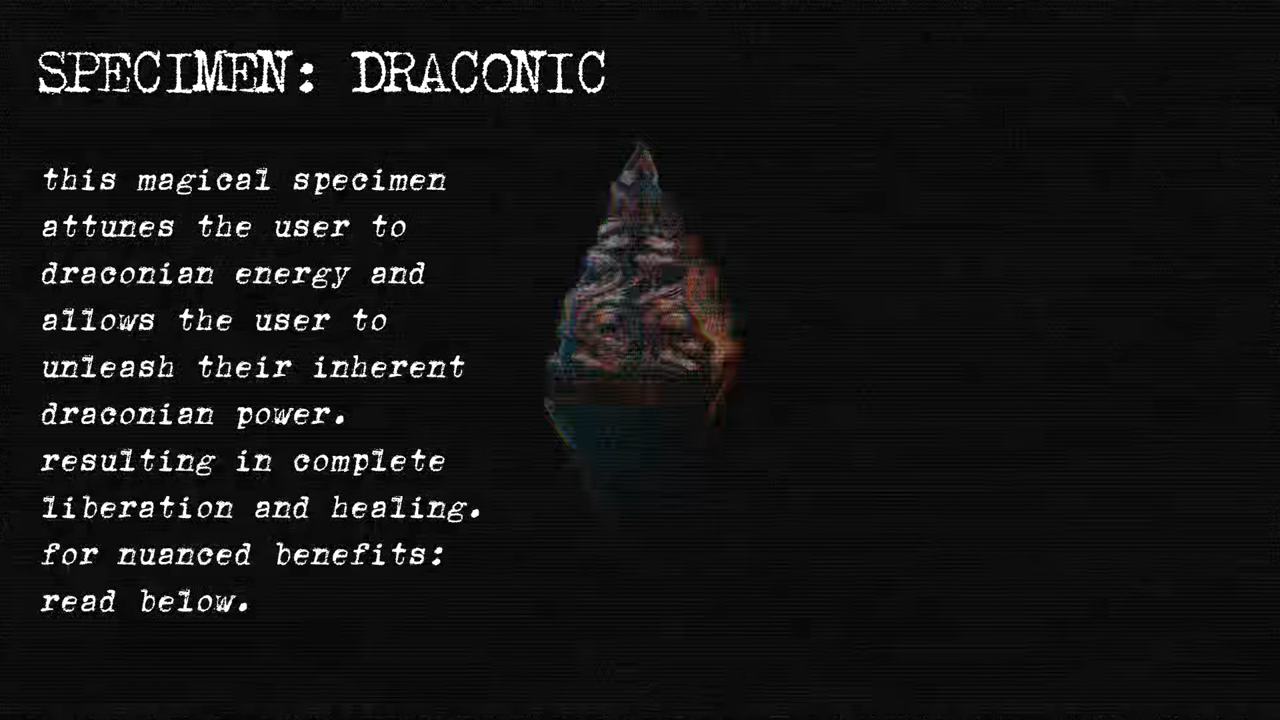 SPECIMEN: DRACONIC
this magical specimen
attunes the user to
draconian energy and
allows the user to
unleash their inherent
draconian power.
resulting in complete
liberation and healing.
for nuanced benefits:
read below.